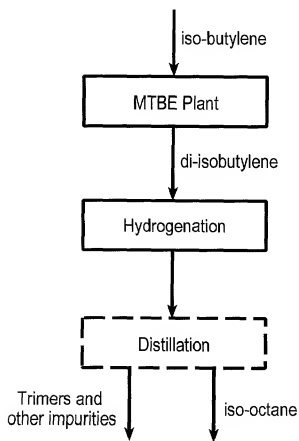 iso-butylene
MTBE Plant
di-isobutylene
Hydrogenation
Distillation
Trimers and
other impurities
iso-octane